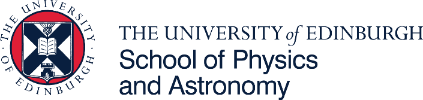 THE UNIVERSITY
OF EDINBURGH
THE UNIVERSITY of EDINBURGH
School of Physics
and Astronomy